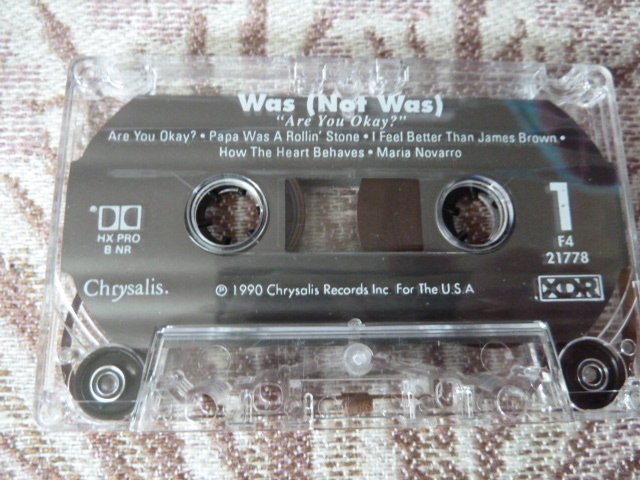 Was (Not Was)
"Are You Okay?"
Are You Okay? • Papa Was A Rollin' Stone • I Feel Better Than James Brown •
How The Heart Behaves • Maria Novarro
HX PRO
B NR
1
F4
21778
Chrysalis.
℗ 1990 Chrysalis Records Inc. For The U.S.A
XDR